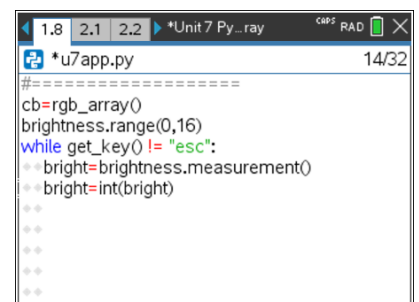 1.8 2.1 2.2 *Unit 7 Py...ray CAPS RAD
*u7app.py 14/32
#====================
cb=rgb_array()
brightness.range(0,16)
while get_key() != "esc":
bright=brightness.measurement()
bright=int(bright)